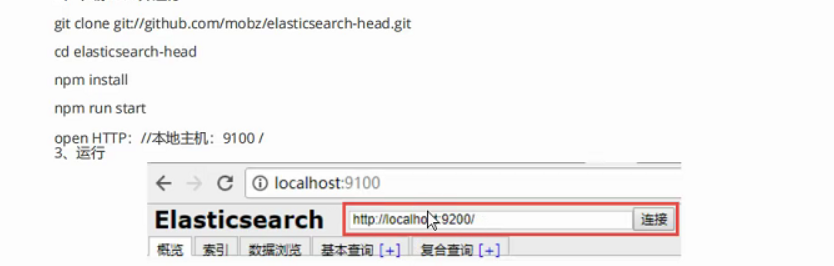 git clone git://github.com/mobz/elasticsearch-head.git
cd elasticsearch-head
npm install
npm run start
open HTTP：//本地主机：9100 /
3、运行
localhost:9100
Elasticsearch http://localhost:9200/ 连接
概览 索引 数据浏览 基本查询 [+] 复合查询 [+]